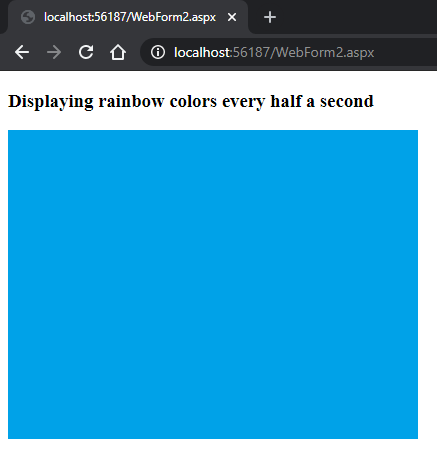 localhost:56187/WebForm2.aspx
localhost:56187/WebForm2.aspx
Displaying rainbow colors every half a second